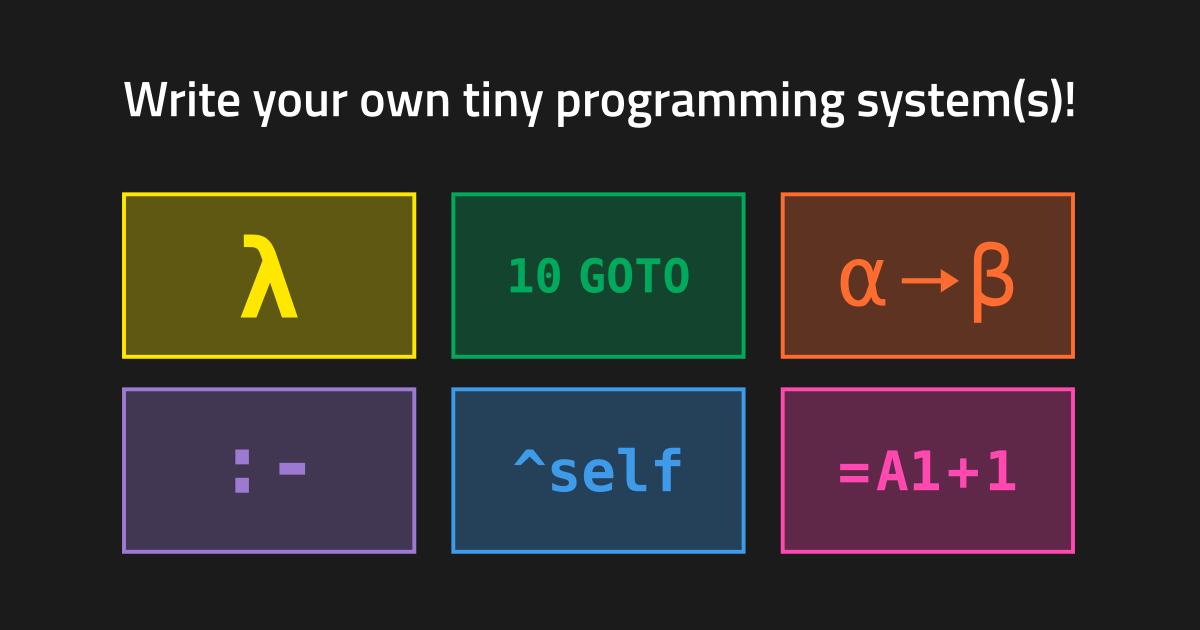 Write your own tiny programming system(s)!
λ
10 GOTO
α→β
:-
^self
=A1+1